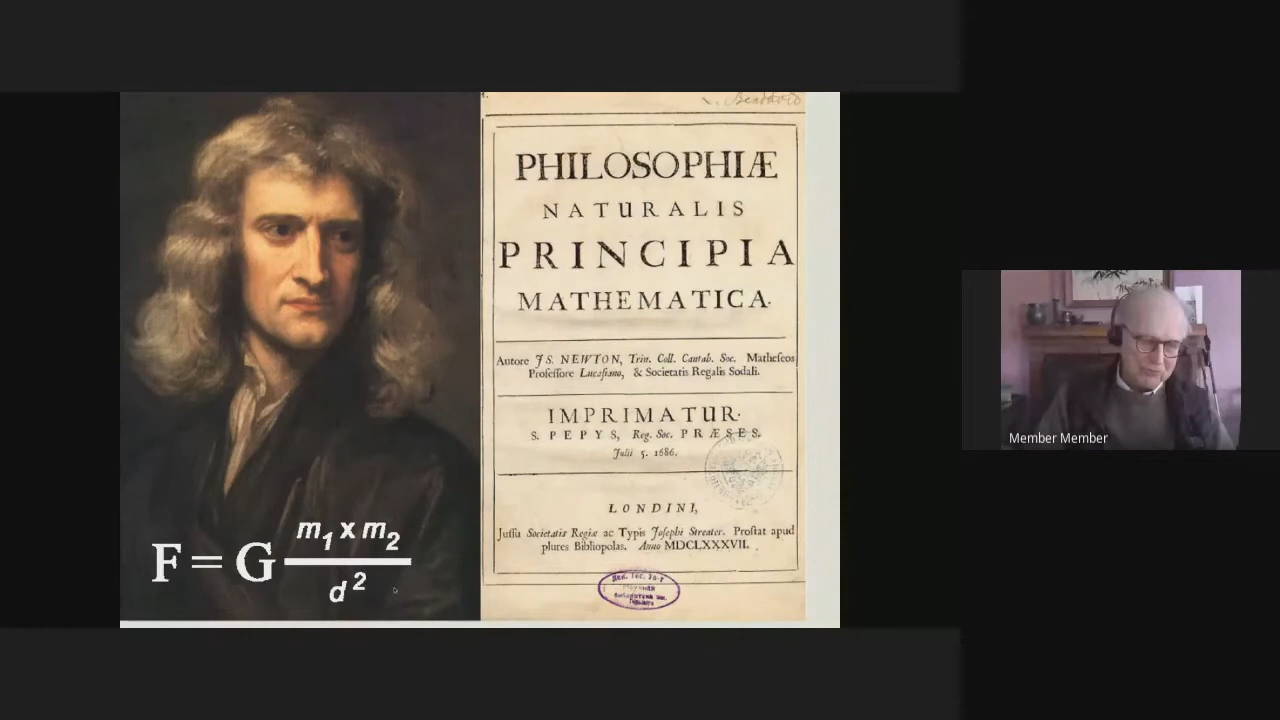 Bendavid
PHILOSOPHIÆ
NATURALIS
PRINCIPIA
MATHEMATICA.
Autore JS. NEWTON, Trin. Coll. Cantab. Soc. Matheseos
Professore Lucasiano, & Societatis Regalis Sodali.
IMPRIMATUR.
S. PEPYS, Reg. Soc. PRÆSES.
Julii 5. 1686.
LONDINI,
Jussu Societatis Regiæ ac Typis Josephi Streater. Prostat apud
plures Bibliopolas. Anno MDCLXXXVII.
F = G m₁ x m₂
d²
Member Member